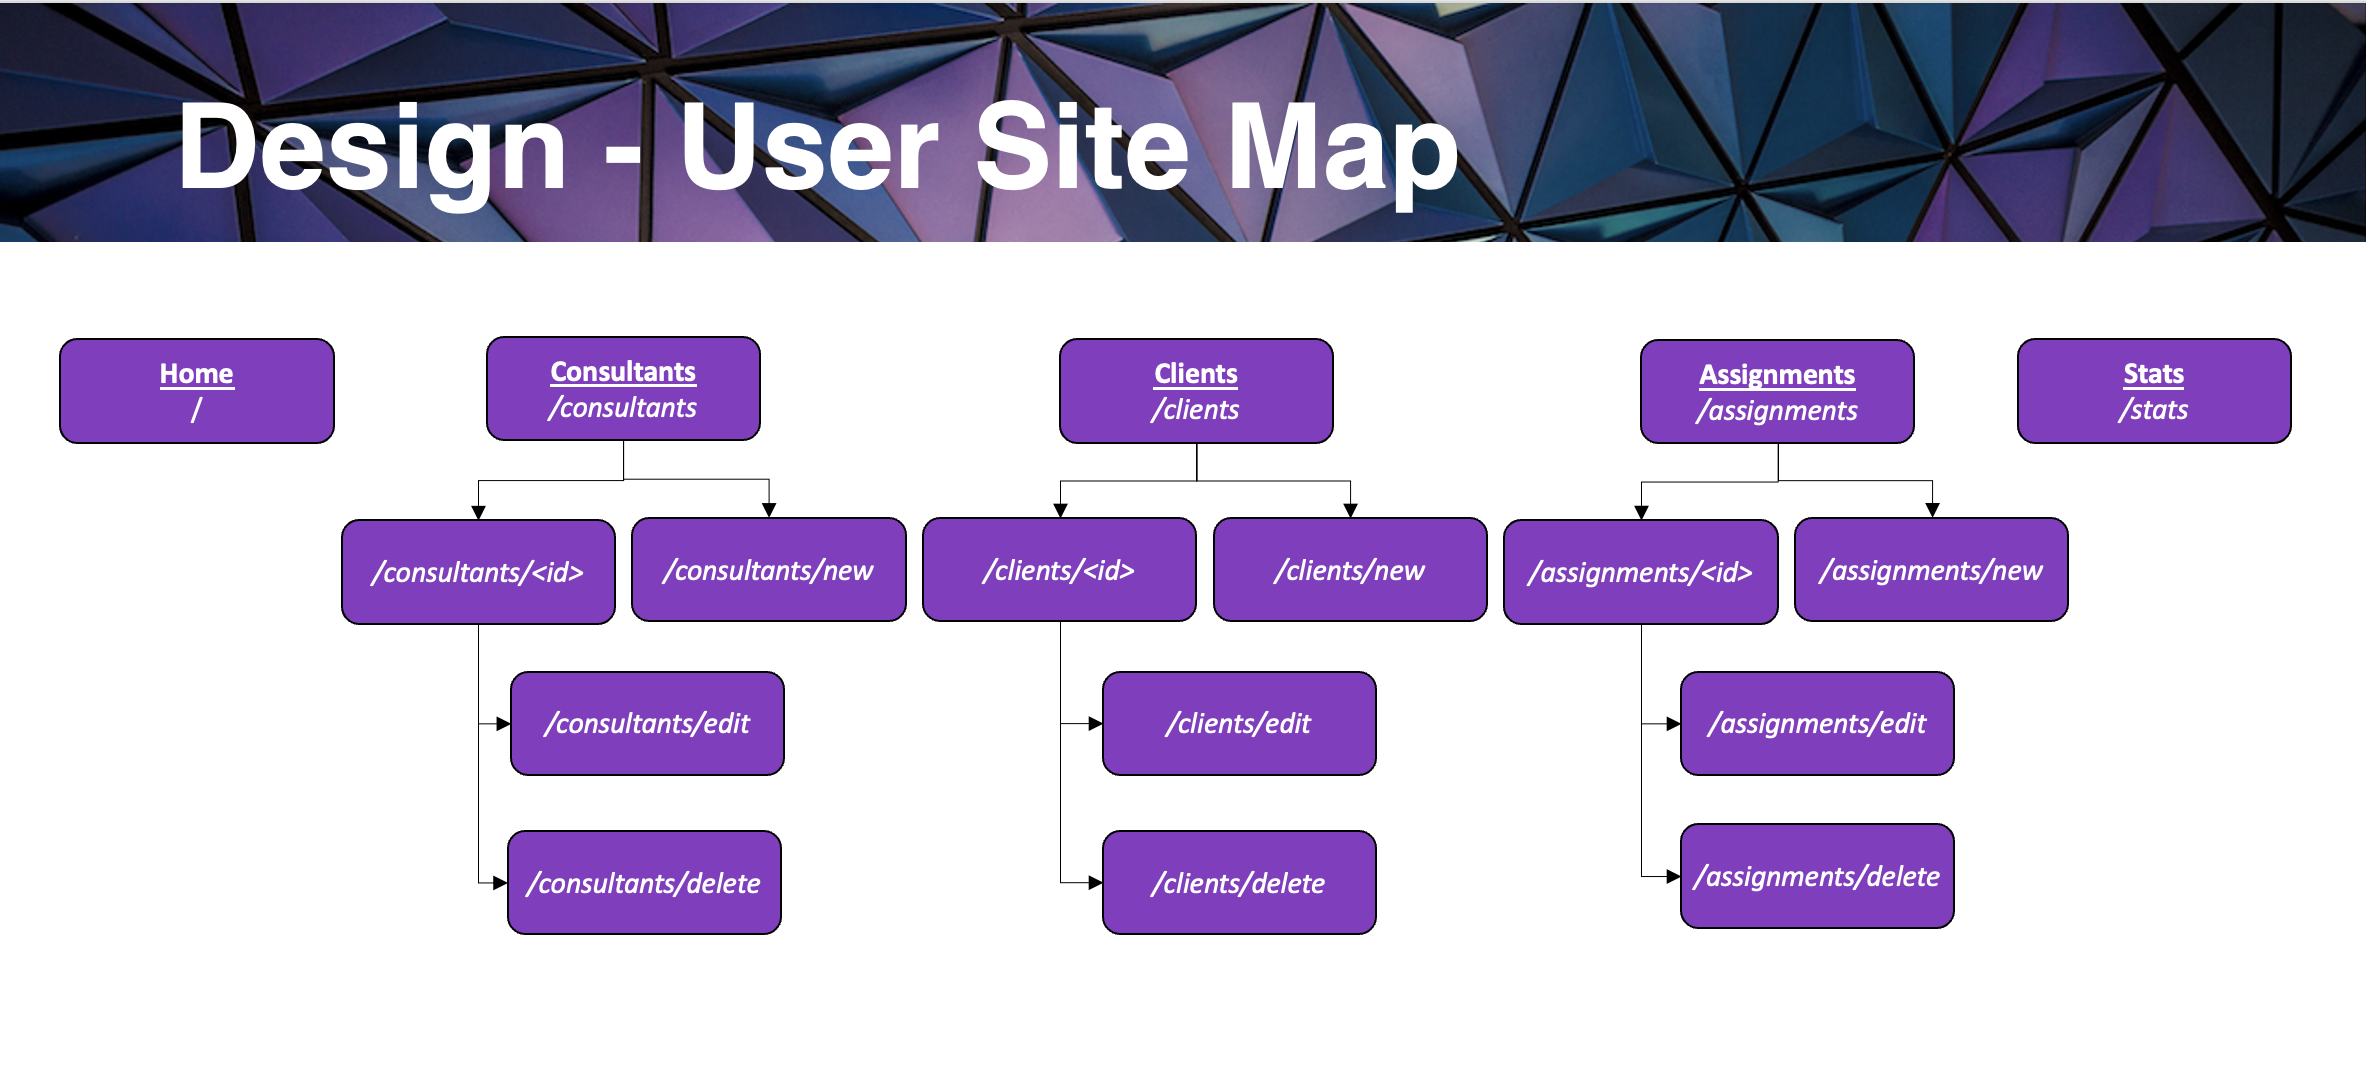 Design - User Site Map
Home
/
Consultants
/consultants
Clients
/clients
Assignments
/assignments
Stats
/stats
/consultants/<id>
/consultants/new
/clients/<id>
/clients/new
/assignments/<id>
/assignments/new
/consultants/edit
/clients/edit
/assignments/edit
/consultants/delete
/clients/delete
/assignments/delete